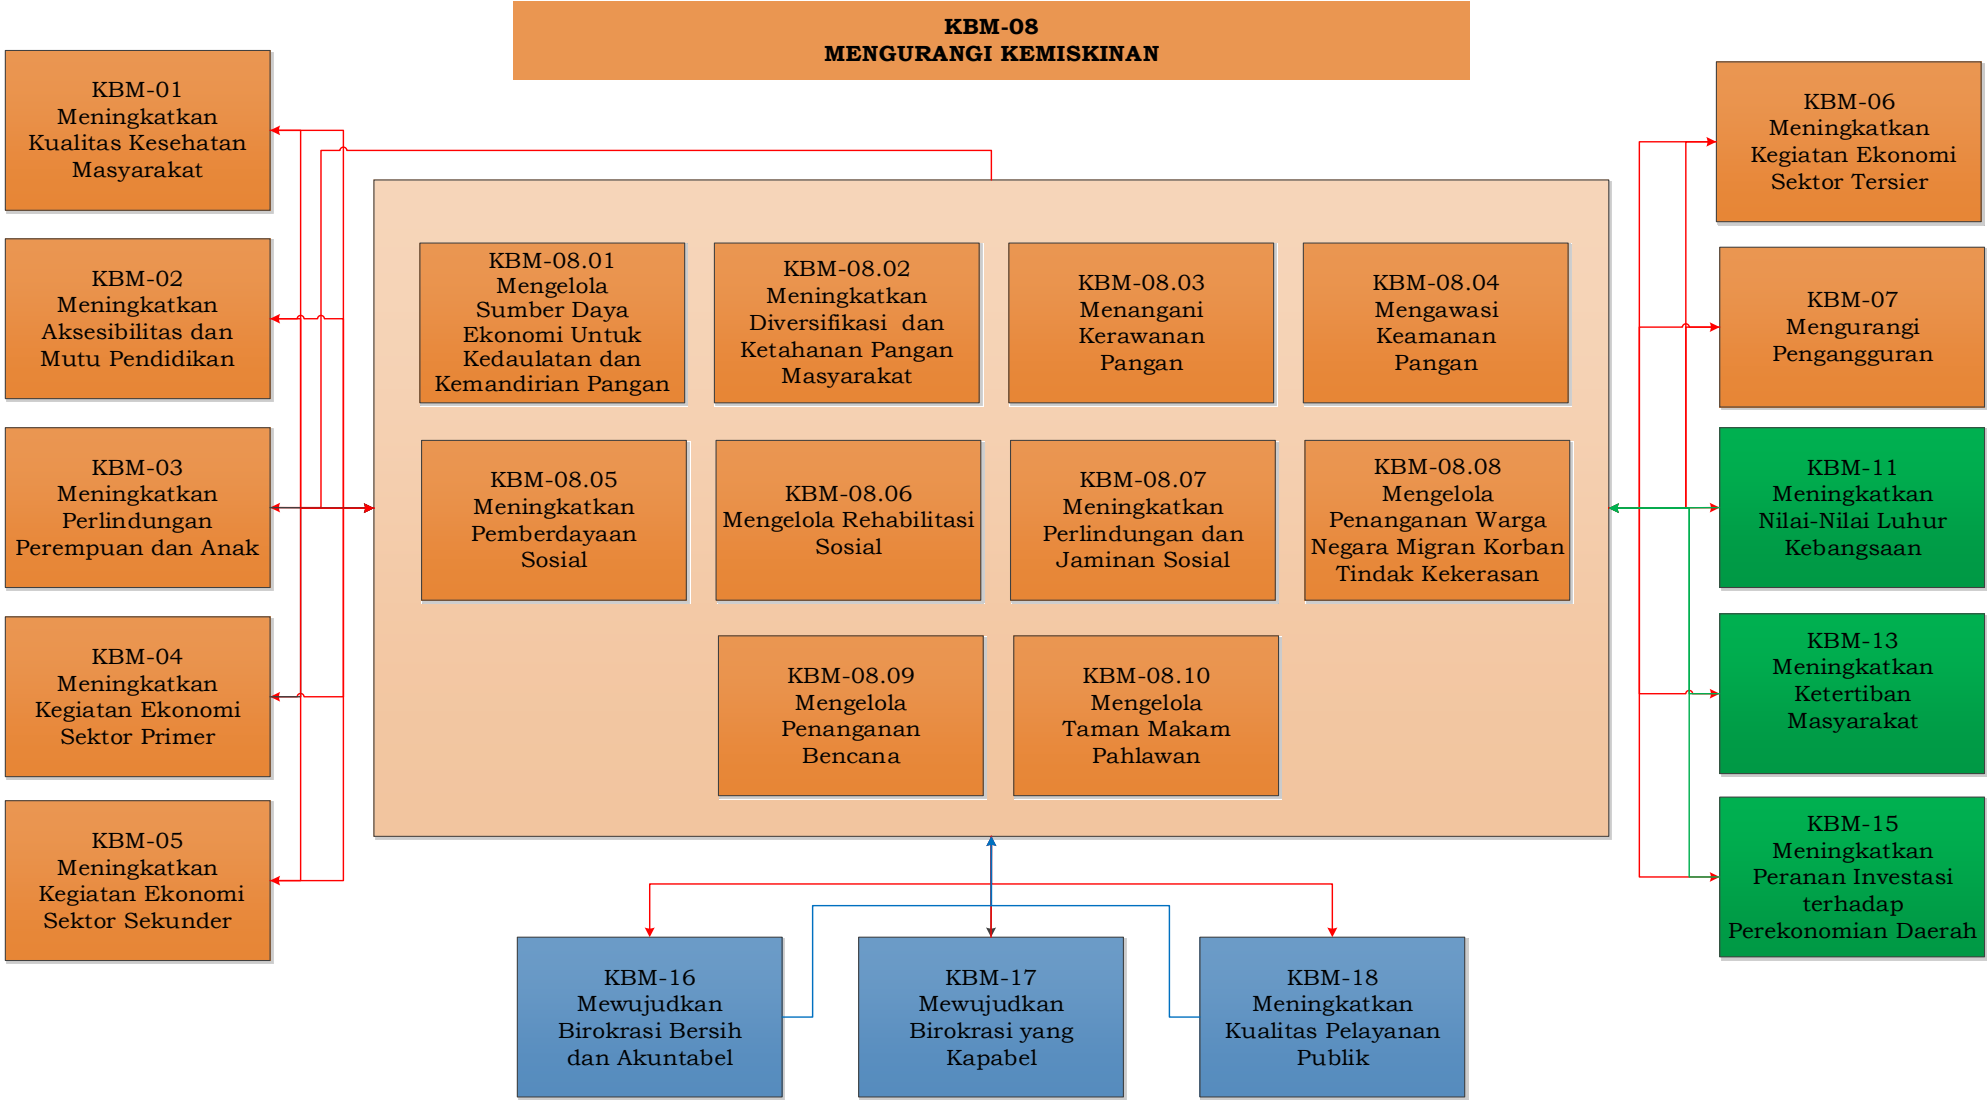 KBM-08
MENGURANGI KEMISKINAN
KBM-01
Meningkatkan
Kualitas Kesehatan
Masyarakat
KBM-02
Meningkatkan
Aksesibilitas dan
Mutu Pendidikan
KBM-03
Meningkatkan
Perlindungan
Perempuan dan Anak
KBM-04
Meningkatkan
Kegiatan Ekonomi
Sektor Primer
KBM-05
Meningkatkan
Kegiatan Ekonomi
Sektor Sekunder
KBM-08.01
Mengelola
Sumber Daya
Ekonomi Untuk
Kedaulatan dan
Kemandirian Pangan
KBM-08.02
Meningkatkan
Diversifikasi dan
Ketahanan Pangan
Masyarakat
KBM-08.03
Menangani
Kerawanan
Pangan
KBM-08.04
Mengawasi
Keamanan
Pangan
KBM-08.05
Meningkatkan
Pemberdayaan
Sosial
KBM-08.06
Mengelola Rehabilitasi
Sosial
KBM-08.07
Meningkatkan
Perlindungan dan
Jaminan Sosial
KBM-08.08
Mengelola
Penanganan Warga
Negara Migran Korban
Tindak Kekerasan
KBM-08.09
Mengelola
Penanganan
Bencana
KBM-08.10
Mengelola
Taman Makam
Pahlawan
KBM-06
Meningkatkan
Kegiatan Ekonomi
Sektor Tersier
KBM-07
Mengurangi
Pengangguran
KBM-11
Meningkatkan
Nilai-Nilai Luhur
Kebangsaan
KBM-13
Meningkatkan
Ketertiban
Masyarakat
KBM-15
Meningkatkan
Peranan Investasi
terhadap
Perekonomian Daerah
KBM-16
Mewujudkan
Birokrasi Bersih
dan Akuntabel
KBM-17
Mewujudkan
Birokrasi yang
Kapabel
KBM-18
Meningkatkan
Kualitas Pelayanan
Publik